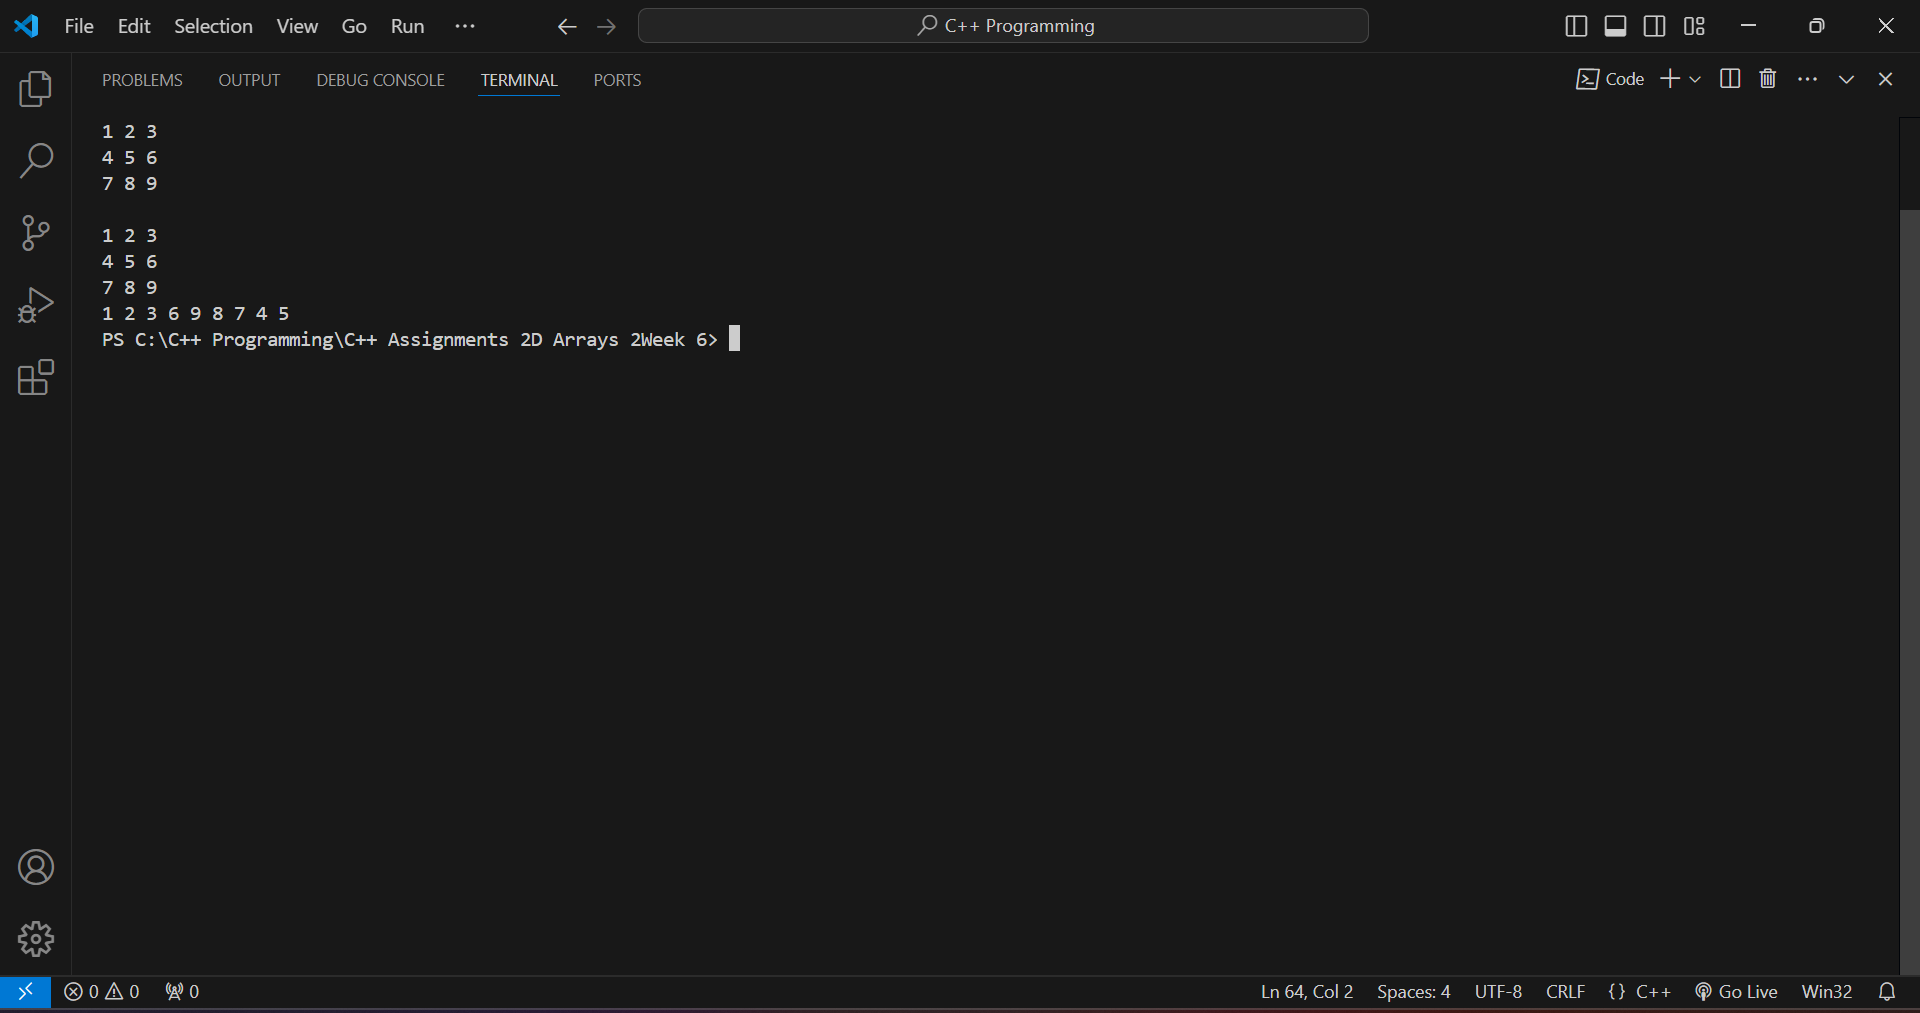 File Edit Selection View Go Run ··· C++ Programming
PROBLEMS OUTPUT DEBUG CONSOLE TERMINAL PORTS Code
1 2 3
4 5 6
7 8 9
1 2 3
4 5 6
7 8 9
1 2 3 6 9 8 7 4 5
PS C:\C++ Programming\C++ Assignments 2D Arrays 2Week 6>
0 0 0 Ln 64, Col 2 Spaces: 4 UTF-8 CRLF {} C++ Go Live Win32